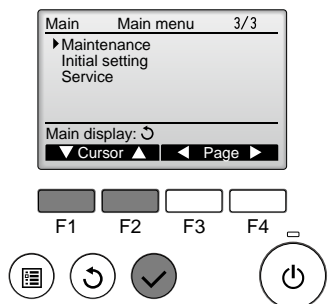 Main Main menu 3/3
Maintenance
Initial setting
Service
Main display:
Cursor Page
F1 F2 F3 F4